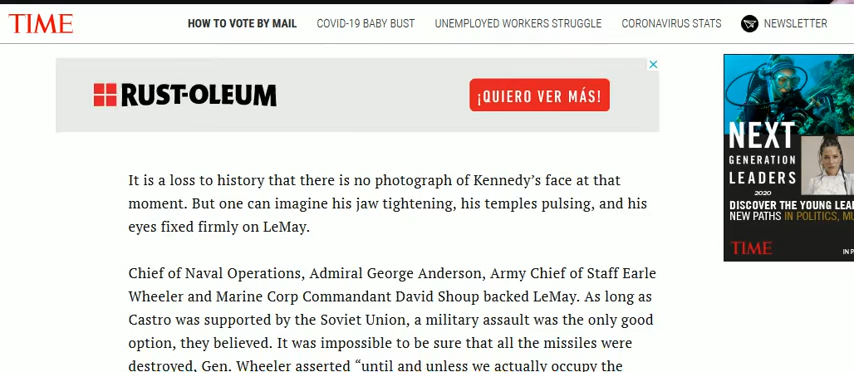 TIME
HOW TO VOTE BY MAIL
COVID-19 BABY BUST
UNEMPLOYED WORKERS STRUGGLE
CORONAVIRUS STATS
NEWSLETTER
RUST-OLEUM
¡QUIERO VER MÁS!
It is a loss to history that there is no photograph of Kennedy’s face at that
moment. But one can imagine his jaw tightening, his temples pulsing, and his
eyes fixed firmly on LeMay.
Chief of Naval Operations, Admiral George Anderson, Army Chief of Staff Earle
Wheeler and Marine Corp Commandant David Shoup backed LeMay. As long as
Castro was supported by the Soviet Union, a military assault was the only good
option, they believed. It was impossible to be sure that all the missiles were
destroyed, Gen. Wheeler asserted “until and unless we actually occupy the
NEXT
GENERATION
LEADERS
2020
DISCOVER THE YOUNG LEA
NEW PATHS IN POLITICS, MU
TIME
IN P